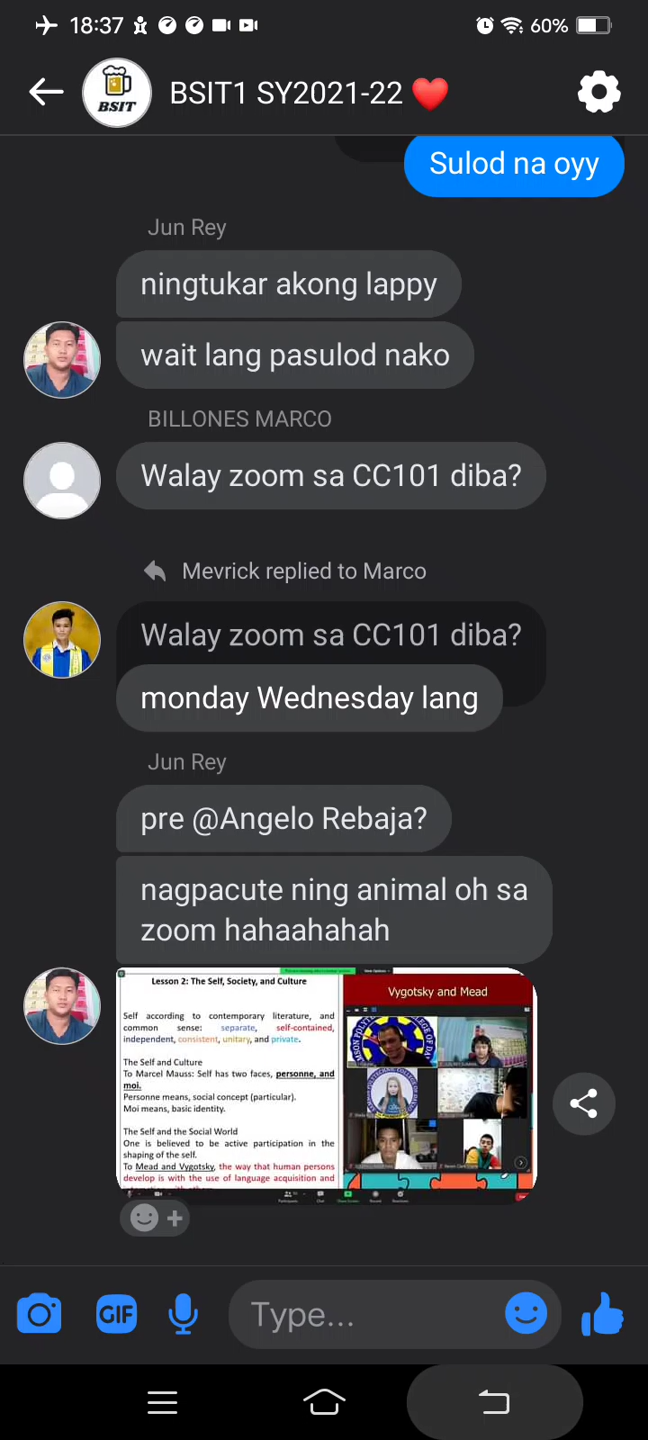 18:37
60%
BSIT
BSIT1 SY2021-22 ❤️
Sulod na oyy
Jun Rey
ningtukar akong lappy
wait lang pasulod nako
BILLONES MARCO
Walay zoom sa CC101 diba?
Mevrick replied to Marco
Walay zoom sa CC101 diba?
monday Wednesday lang
Jun Rey
pre @Angelo Rebaja?
nagpacute ning animal oh sa
zoom hahaahahah
Lesson 2: The Self, Society, and Culture
Self according to contemporary literature, and
common sense: separate, self-contained,
independent, consistent, unitary, and private.
The Self and Culture
To Marcel Mauss: Self has two faces, personne, and
moi.
Personne means, social concept (particular).
Moi means, basic identity.
The Self and the Social World
One is believed to be active participation in the
shaping of the self.
To Mead and Vygotsky, the way that human persons
develop is with the use of language acquisition and
Vygotsky and Mead
GIF
Type...